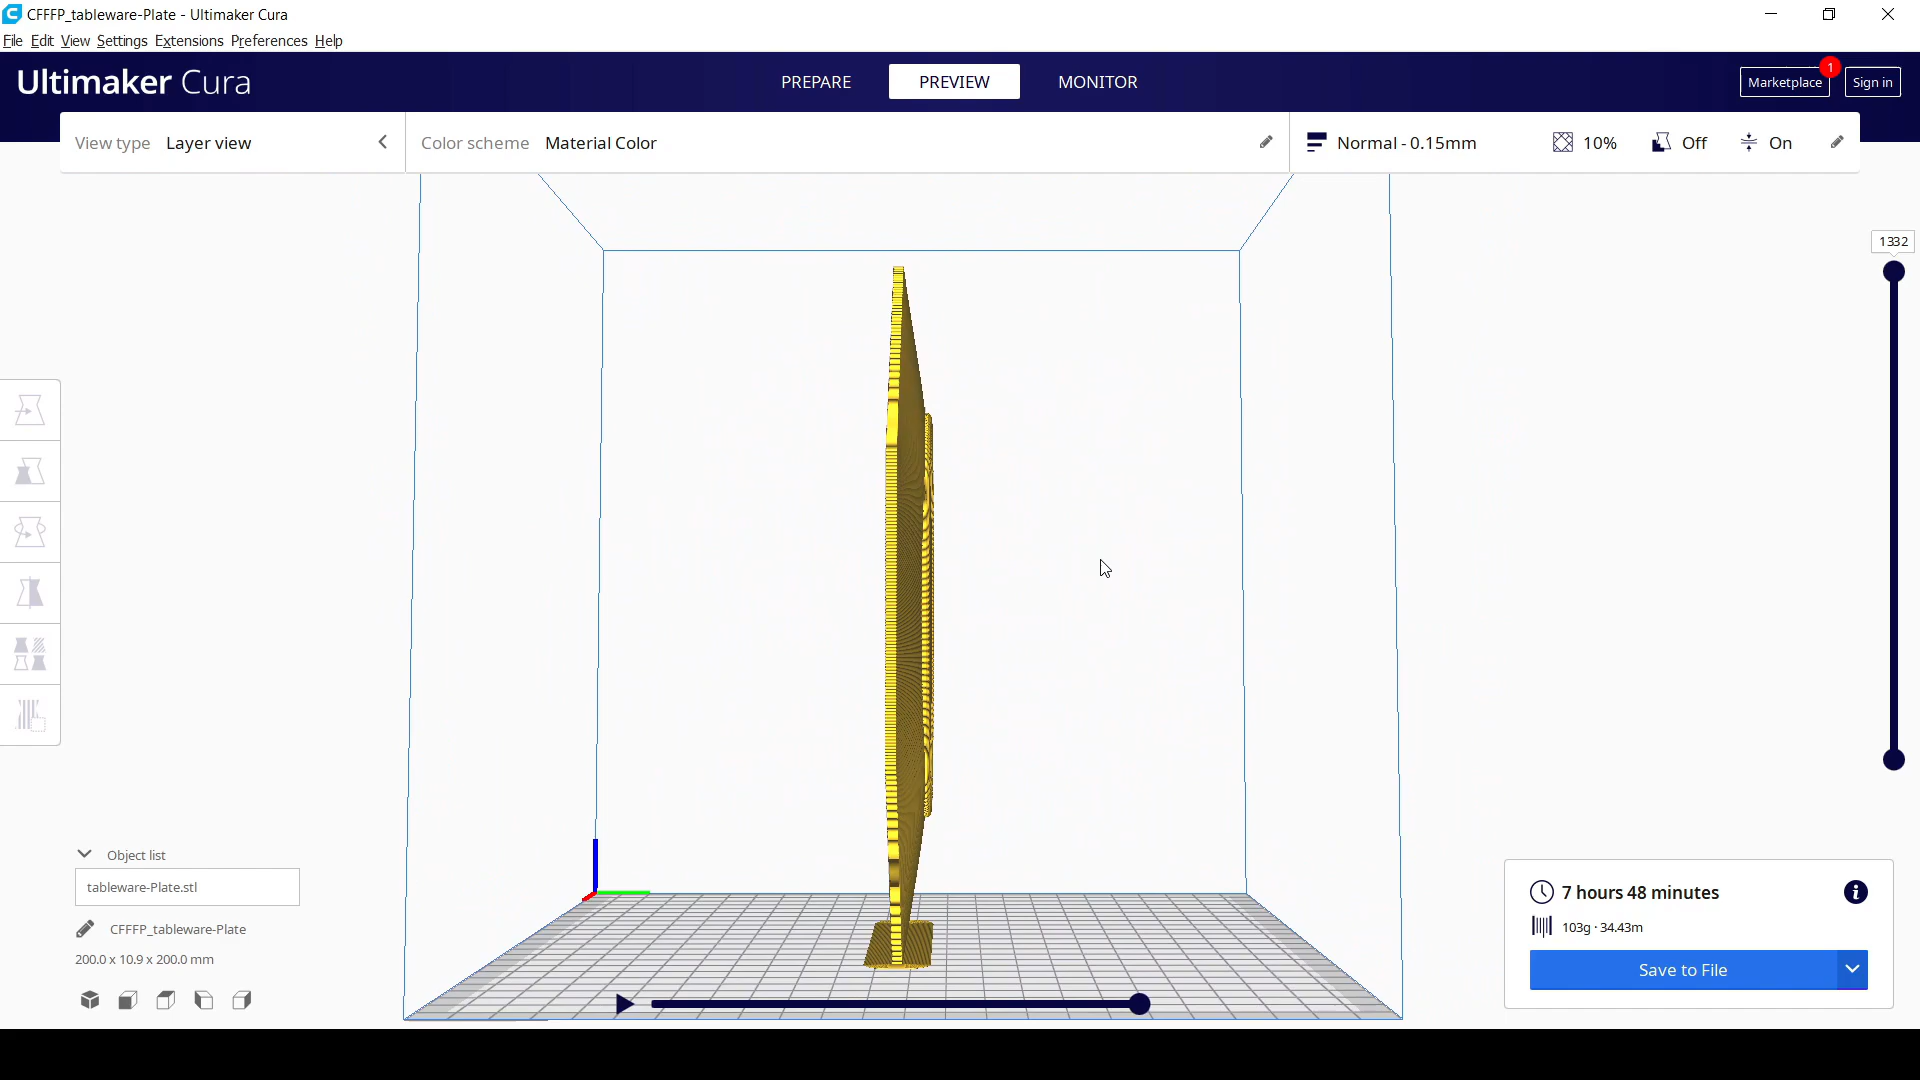 CFFFP_tableware-Plate - Ultimaker Cura
File Edit View Settings Extensions Preferences Help
Ultimaker Cura
PREPARE
PREVIEW
MONITOR
Marketplace
1
Sign in
View type Layer view
Color scheme Material Color
Normal - 0.15mm
10%
Off
On
1332
Object list
tableware-Plate.stl
CFFFP_tableware-Plate
200.0 x 10.9 x 200.0 mm
7 hours 48 minutes
103g · 34.43m
Save to File